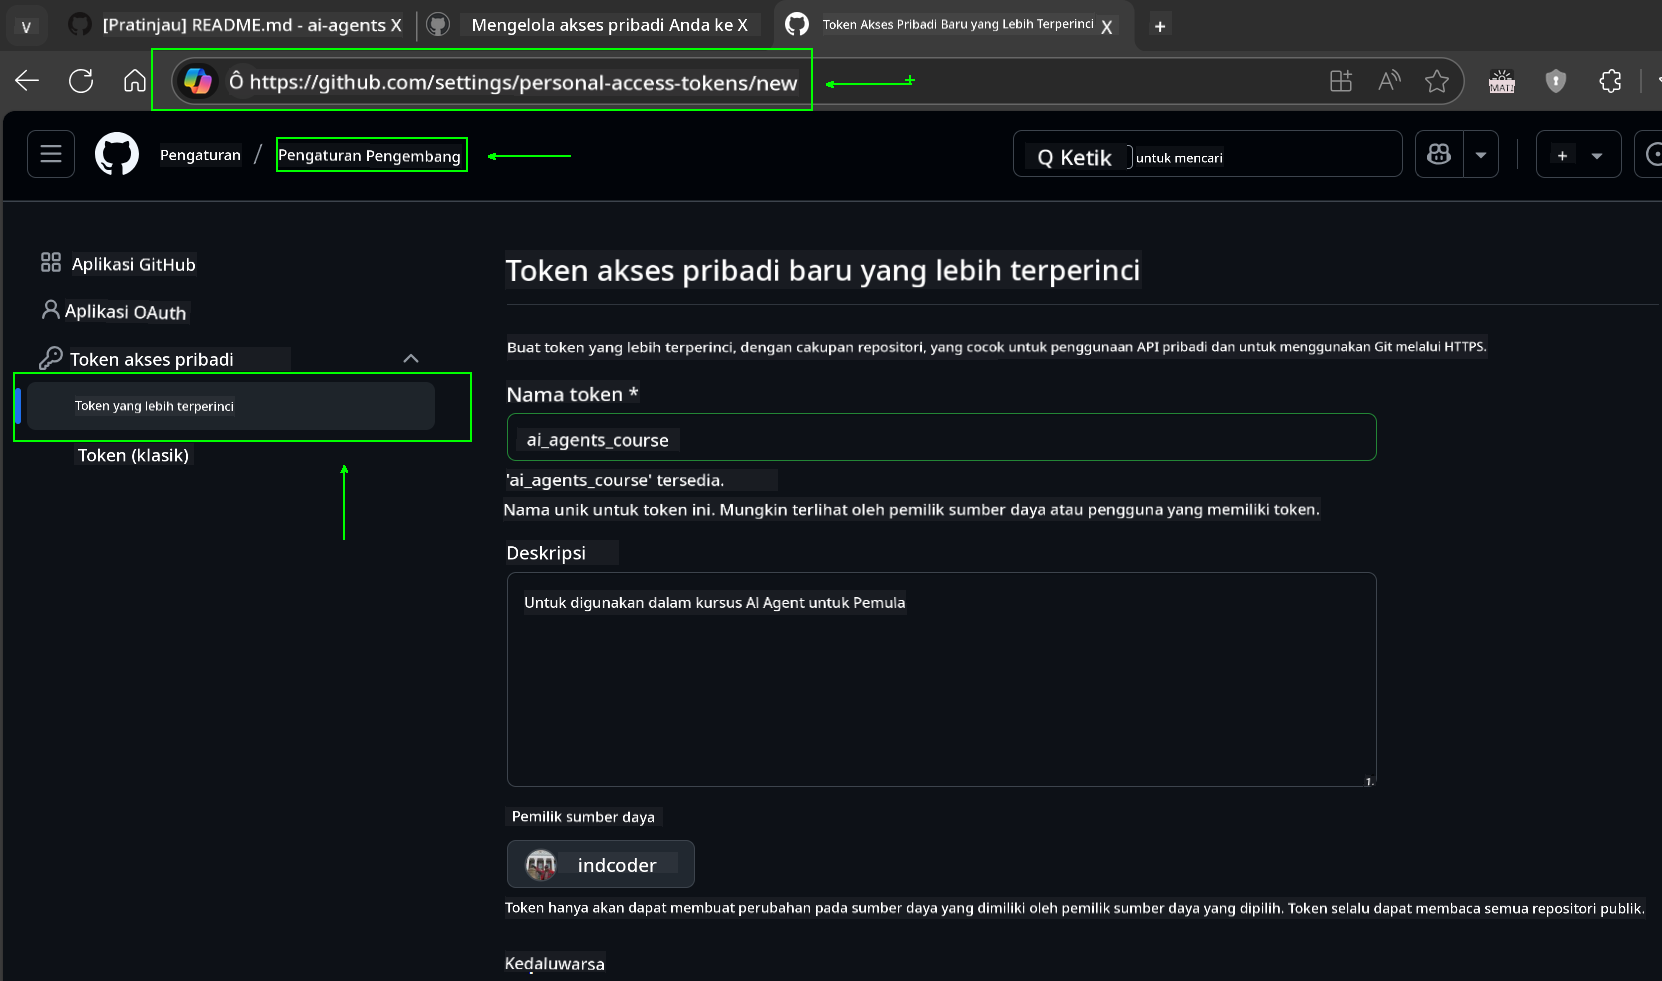 [Pratinjau] README.md - ai-agents X
Mengelola akses pribadi Anda ke X
Token Akses Pribadi Baru yang Lebih Terperinci X
+
Ô https://github.com/settings/personal-access-tokens/new
MATI
Pengaturan / Pengaturan Pengembang
Q Ketik untuk mencari
+
Aplikasi GitHub
Aplikasi OAuth
Token akses pribadi
Token yang lebih terperinci
Token (klasik)
Token akses pribadi baru yang lebih terperinci
Buat token yang lebih terperinci, dengan cakupan repositori, yang cocok untuk penggunaan API pribadi dan untuk menggunakan Git melalui HTTPS.
Nama token *
ai_agents_course
'ai_agents_course' tersedia.
Nama unik untuk token ini. Mungkin terlihat oleh pemilik sumber daya atau pengguna yang memiliki token.
Deskripsi
Untuk digunakan dalam kursus AI Agent untuk Pemula
Pemilik sumber daya
indcoder
Token hanya akan dapat membuat perubahan pada sumber daya yang dimiliki oleh pemilik sumber daya yang dipilih. Token selalu dapat membaca semua repositori publik.
Kedaluwarsa